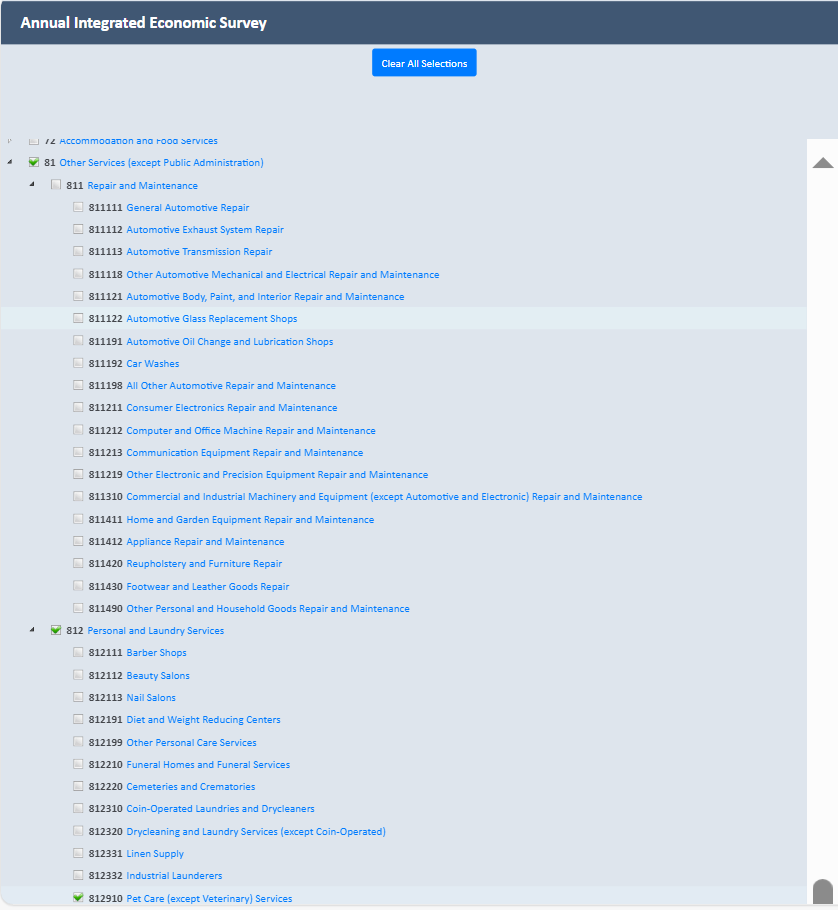 Annual Integrated Economic Survey
Clear All Selections
72 Accommodation and Food Services
81 Other Services (except Public Administration)
811 Repair and Maintenance
811111 General Automotive Repair
811112 Automotive Exhaust System Repair
811113 Automotive Transmission Repair
811118 Other Automotive Mechanical and Electrical Repair and Maintenance
811121 Automotive Body, Paint, and Interior Repair and Maintenance
811122 Automotive Glass Replacement Shops
811191 Automotive Oil Change and Lubrication Shops
811192 Car Washes
811198 All Other Automotive Repair and Maintenance
811211 Consumer Electronics Repair and Maintenance
811212 Computer and Office Machine Repair and Maintenance
811213 Communication Equipment Repair and Maintenance
811219 Other Electronic and Precision Equipment Repair and Maintenance
811310 Commercial and Industrial Machinery and Equipment (except Automotive and Electronic) Repair and Maintenance
811411 Home and Garden Equipment Repair and Maintenance
811412 Appliance Repair and Maintenance
811420 Reupholstery and Furniture Repair
811430 Footwear and Leather Goods Repair
811490 Other Personal and Household Goods Repair and Maintenance
812 Personal and Laundry Services
812111 Barber Shops
812112 Beauty Salons
812113 Nail Salons
812191 Diet and Weight Reducing Centers
812199 Other Personal Care Services
812210 Funeral Homes and Funeral Services
812220 Cemeteries and Crematories
812310 Coin-Operated Laundries and Drycleaners
812320 Drycleaning and Laundry Services (except Coin-Operated)
812331 Linen Supply
812332 Industrial Launderers
812910 Pet Care (except Veterinary) Services